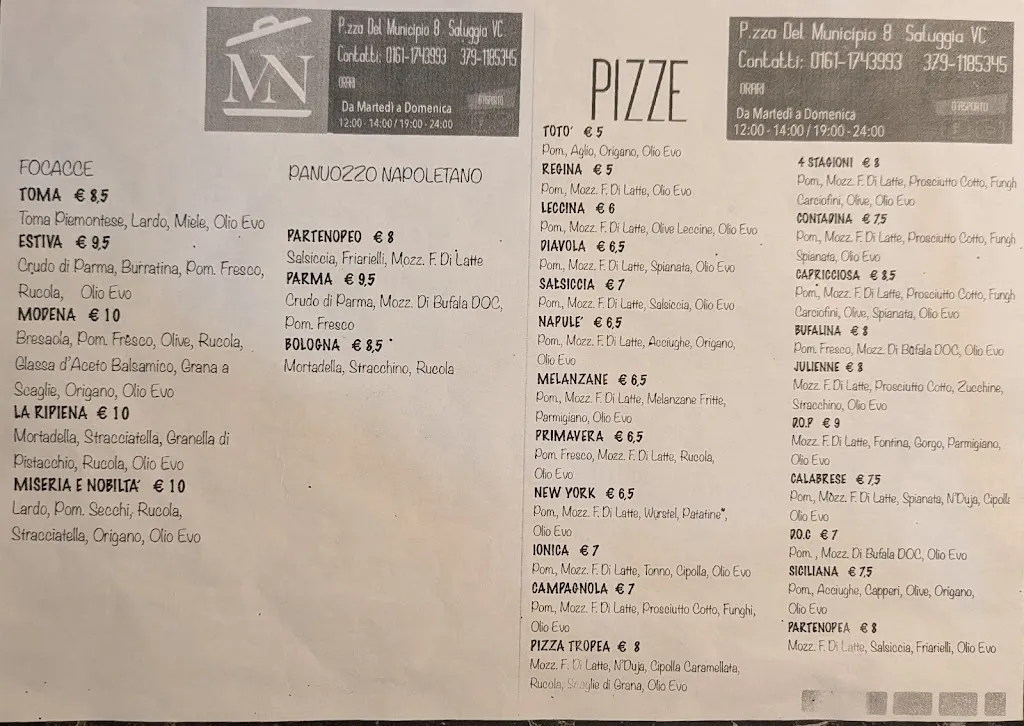 MN
P.zza Del Municipio 8 Saluggia VC
Contatti: 0161-1743993 379-1185345
ORARI
Da Martedì a Domenica
12:00 - 14:00 / 19:00 - 24:00
D'ASPORTO
FOCACCE
TOMA € 8,5
Toma Piemontese, Lardo, Miele, Olio Evo
ESTIVA € 9,5
Crudo di Parma, Burratina, Pom. Fresco,
Rucola, Olio Evo
MODENA € 10
Bresaola, Pom. Fresco, Olive, Rucola,
Glassa d'Aceto Balsamico, Grana a
Scaglie, Origano, Olio Evo
LA RIPIENA € 10
Mortadella, Stracciatella, Granella di
Pistacchio, Rucola, Olio Evo
MISERIA E NOBILTA' € 10
Lardo, Pom. Secchi, Rucola,
Stracciatella, Origano, Olio Evo
PANUOZZO NAPOLETANO
PARTENOPEO € 8
Salsiccia, Friarielli, Mozz. F. Di Latte
PARMA € 9,5
Crudo di Parma, Mozz. Di Bufala DOC,
Pom. Fresco
BOLOGNA € 8,5
Mortadella, Stracchino, Rucola
PIZZE
P.zza Del Municipio 8 Saluggia VC
Contatti: 0161-1743993 379-1185345
ORARI
Da Martedì a Domenica
12:00 - 14:00 / 19:00 - 24:00
D'ASPORTO
TOTO' € 5
Pom., Aglio, Origano, Olio Evo
REGINA € 5
Pom., Mozz. F. Di Latte, Olio Evo
LECCINA € 6
Pom., Mozz. F. Di Latte, Olive Leccine, Olio Evo
DIAVOLA € 6,5
Pom., Mozz. F. Di Latte, Spianata, Olio Evo
SALSICCIA € 7
Pom., Mozz. F. Di Latte, Salsiccia, Olio Evo
NAPULE' € 6,5
Pom., Mozz. F. Di Latte, Acciughe, Origano,
Olio Evo
MELANZANE € 6,5
Pom., Mozz. F. Di Latte, Melanzane Fritte,
Parmigiano, Olio Evo
PRIMAVERA € 6,5
Pom. Fresco, Mozz. F. Di Latte, Rucola,
Olio Evo
NEW YORK € 6,5
Pom., Mozz. F. Di Latte, Wurstel, Patatine*,
Olio Evo
IONICA € 7
Pom., Mozz. F. Di Latte, Tonno, Cipolla, Olio Evo
CAMPAGNOLA € 7
Pom., Mozz. F. Di Latte, Prosciutto Cotto, Funghi,
Olio Evo
PIZZA TROPEA € 8
Mozz. F. Di Latte, N'Duja, Cipolla Caramellata,
Rucola, Scaglie di Grana, Olio Evo
4 STAGIONI € 8
Pom., Mozz. F. Di Latte, Prosciutto Cotto, Fungh
Carciofini, Olive, Olio Evo
CONTADINA € 7,5
Pom., Mozz. F. Di Latte, Prosciutto Cotto, Fungh
Spianata, Olio Evo
CAPRICCIOSA € 8,5
Pom., Mozz. F. Di Latte, Prosciutto Cotto, Fungh
Carciofini, Olive, Spianata, Olio Evo
BUFALINA € 8
Pom. Fresco, Mozz. Di Bufala DOC, Olio Evo
JULIENNE € 8
Mozz. F. Di Latte, Prosciutto Cotto, Zucchine,
Stracchino, Olio Evo
D.O.P € 9
Mozz. F. Di Latte, Fontina, Gorgo, Parmigiano,
Olio Evo
CALABRESE € 7,5
Pom., Mozz. F. Di Latte, Spianata, N'Duja, Cipolla
Olio Evo
D.O.C € 7
Pom., Mozz. Di Bufala DOC, Olio Evo
SICILIANA € 7,5
Pom., Acciughe, Capperi, Olive, Origano,
Olio Evo
PARTENOPEA € 8
Mozz. F. Di Latte, Salsiccia, Friarielli, Olio Evo